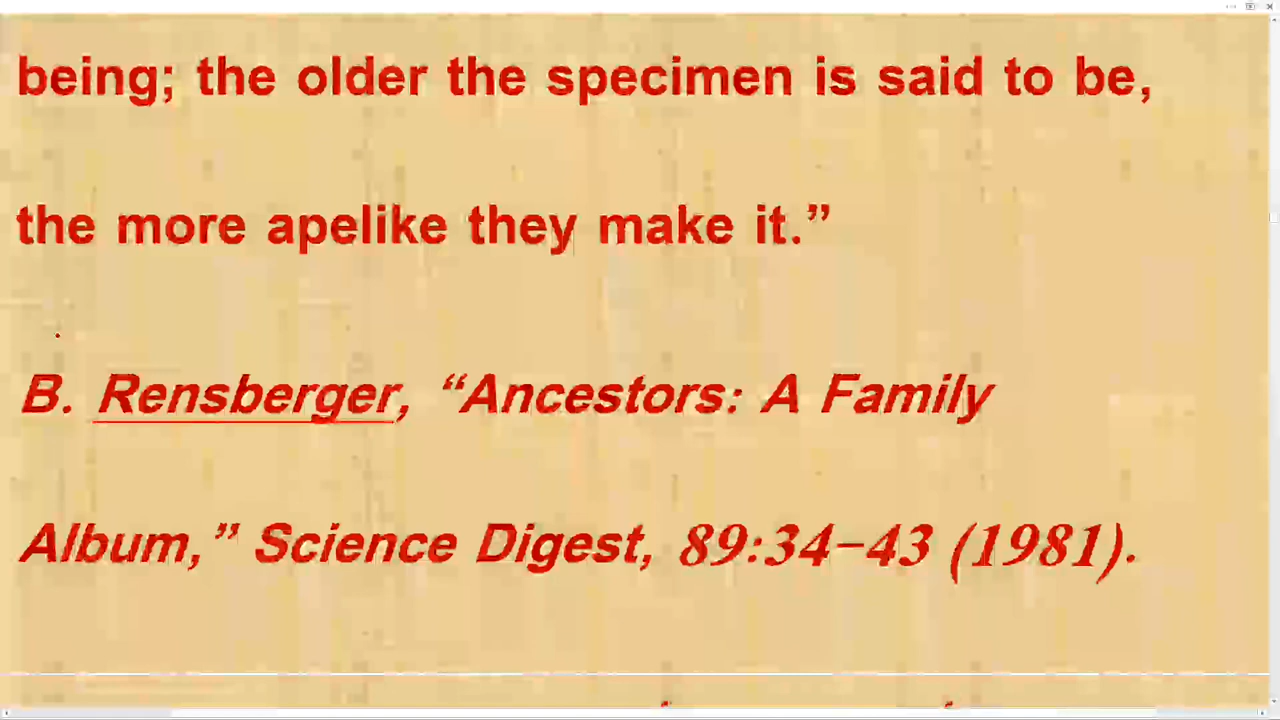 being; the older the specimen is said to be,
the more apelike they make it.”
B. Rensberger, “Ancestors: A Family
Album,” Science Digest, 89:34–43 (1981).